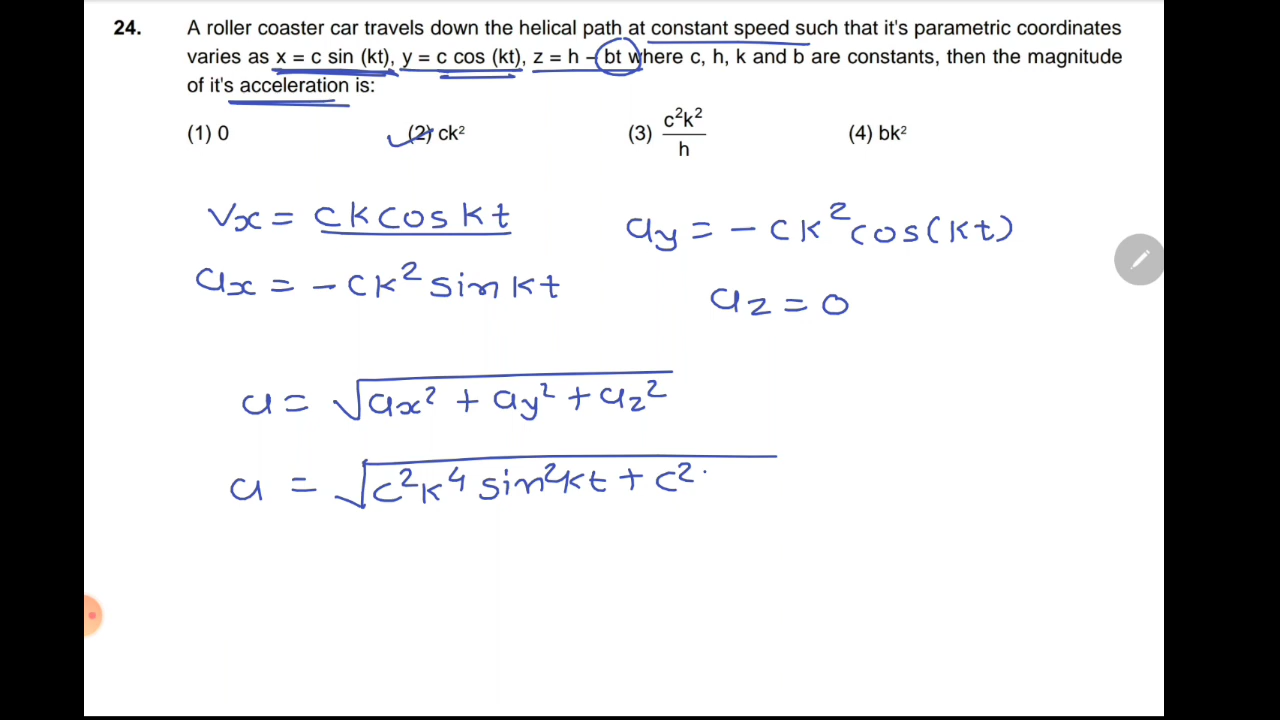 24. A roller coaster car travels down the helical path at constant speed such that it's parametric coordinates
varies as x = c sin (kt), y = c cos (kt), z = h – bt where c, h, k and b are constants, then the magnitude
of it's acceleration is:
(1) 0 (2) ck² (3) c²k²/h (4) bk²
Vx = ck cos kt
ax = - ck² sin kt
ay = - ck² cos(kt)
az = 0
a = √ax² + ay² + az²
a = √c²k⁴ sin²kt + c²